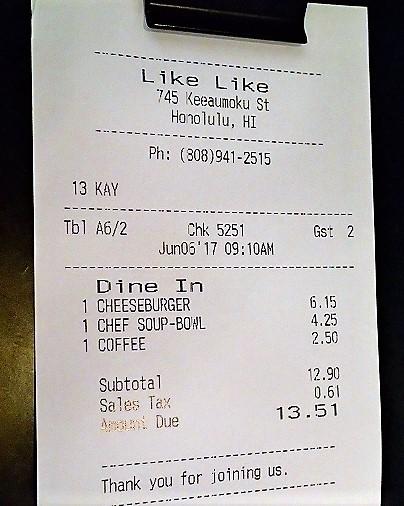 Like Like
745 Keeaumoku St
Honolulu, HI
Ph: (808)941-2515
13 KAY
Tbl A6/2 Chk 5251 Gst 2
Jun06'17 09:10AM
Dine In
1 CHEESEBURGER 6.15
1 CHEF SOUP-BOWL 4.25
1 COFFEE 2.50
Subtotal 12.90
Sales Tax 0.61
Amount Due 13.51
Thank you for joining us.